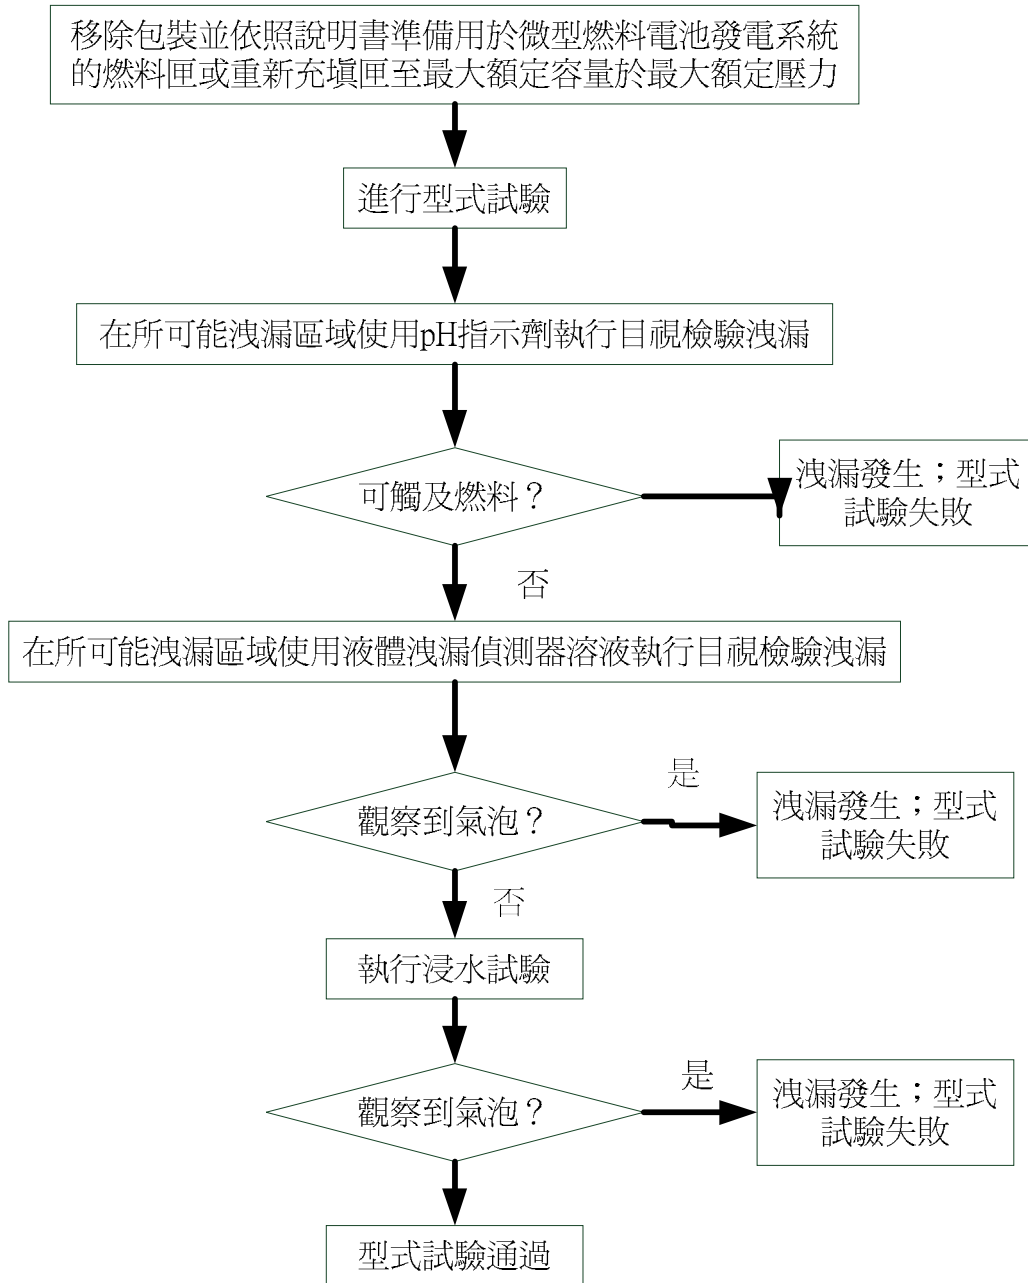 移除包裝並依照說明書準備用於微型燃料電池發電系統
的燃料匣或重新充填匣至最大額定容量於最大額定壓力
進行型式試驗
在所可能洩漏區域使用pH指示劑執行目視檢驗洩漏
可觸及燃料？
洩漏發生；型式
試驗失敗
否
在所可能洩漏區域使用液體洩漏偵測器溶液執行目視檢驗洩漏
觀察到氣泡？
是
洩漏發生；型式
試驗失敗
否
執行浸水試驗
觀察到氣泡？
是
洩漏發生；型式
試驗失敗
型式試驗通過